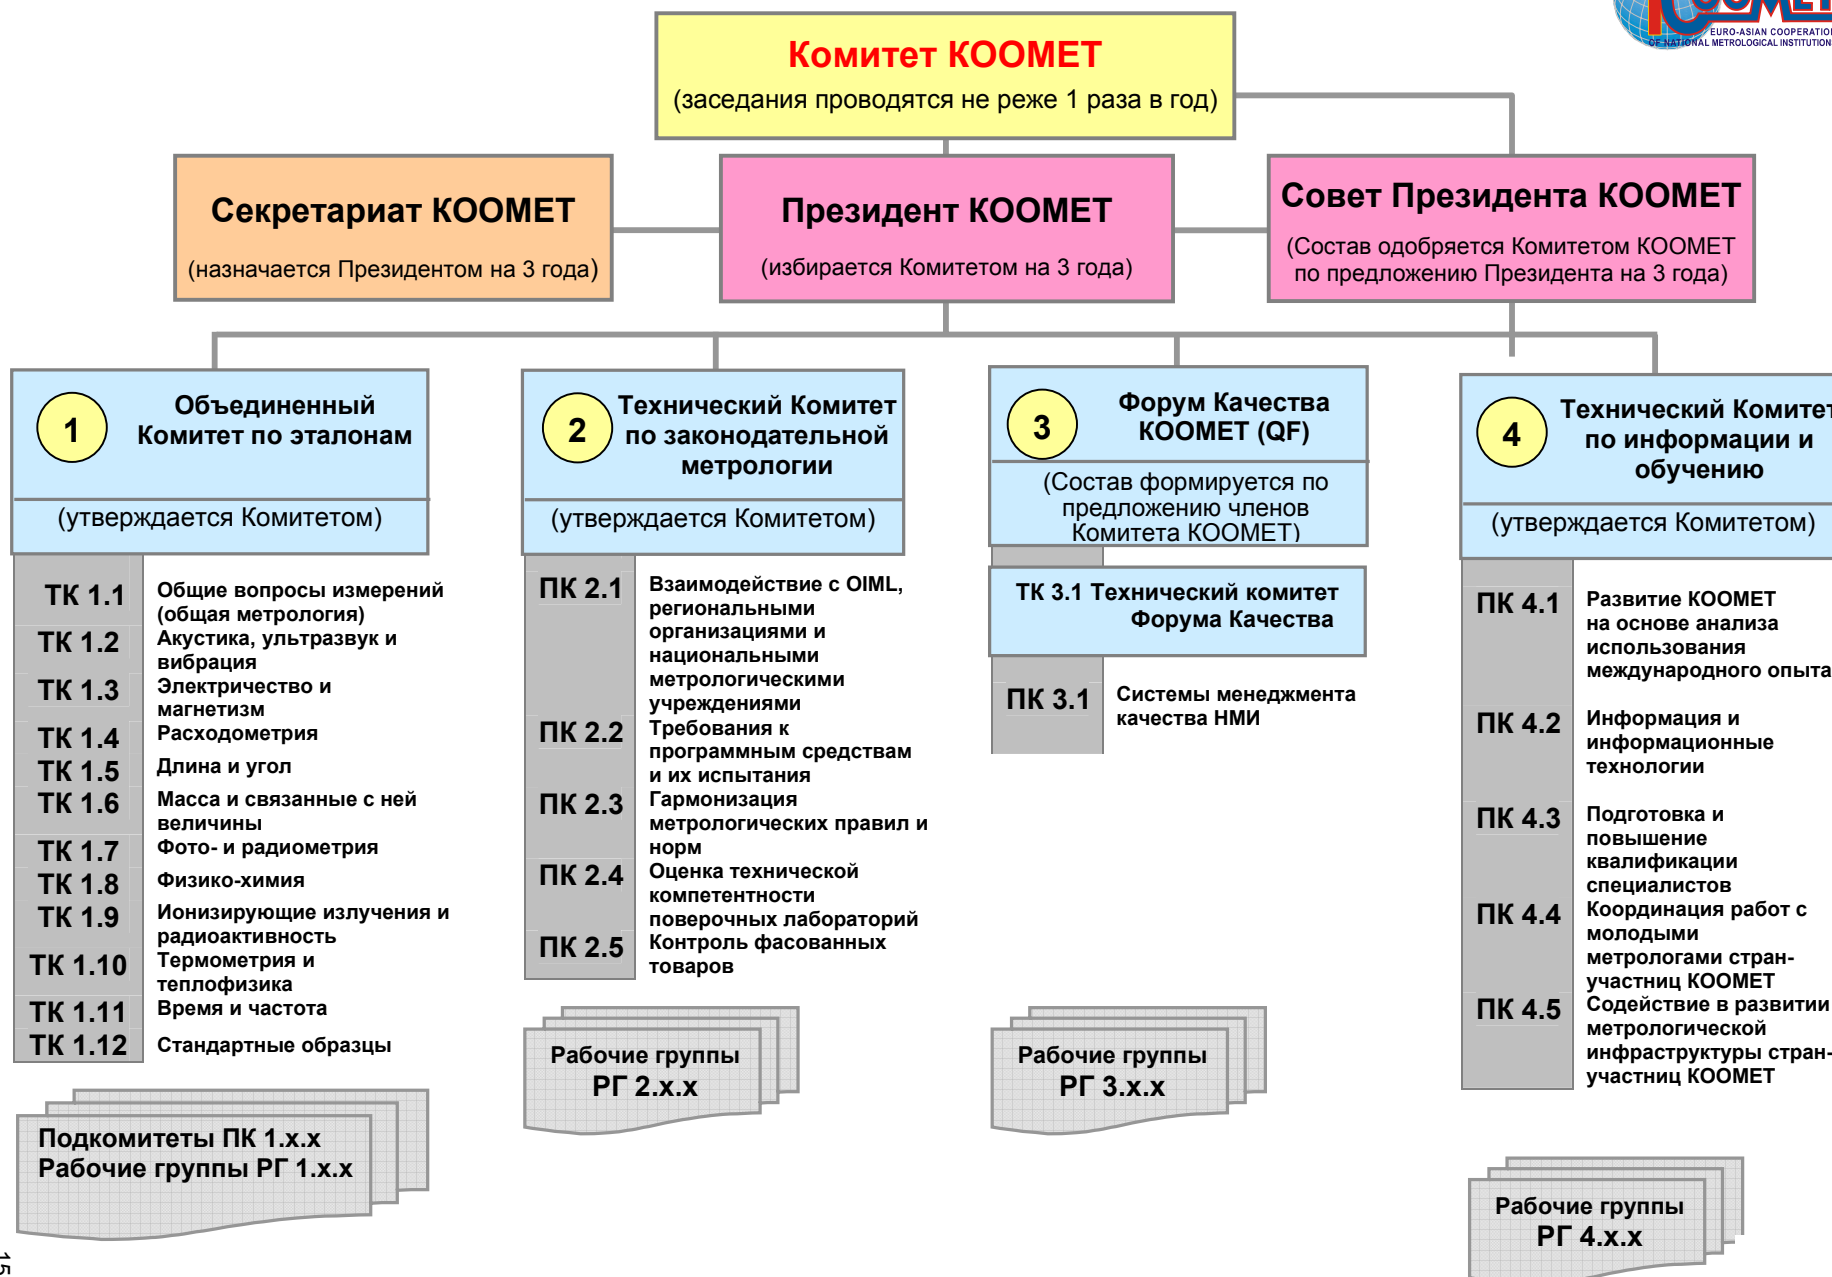 COOMET
EURO-ASIAN COOPERATION
OF NATIONAL METROLOGICAL INSTITUTIONS
Комитет КООМЕТ
(заседания проводятся не реже 1 раза в год)
Секретариат КООМЕТ
(назначается Президентом на 3 года)
Президент КООМЕТ
(избирается Комитетом на 3 года)
Совет Президента КООМЕТ
(Состав одобряется Комитетом КООМЕТ
по предложению Президента на 3 года)
1
Объединенный
Комитет по эталонам
(утверждается Комитетом)
ТК 1.1 Общие вопросы измерений
(общая метрология)
ТК 1.2 Акустика, ультразвук и
вибрация
ТК 1.3 Электричество и
магнетизм
ТК 1.4 Расходометрия
ТК 1.5 Длина и угол
ТК 1.6 Масса и связанные с ней
величины
ТК 1.7 Фото- и радиометрия
ТК 1.8 Физико-химия
ТК 1.9 Ионизирующие излучения и
радиоактивность
ТК 1.10 Термометрия и
теплофизика
ТК 1.11 Время и частота
ТК 1.12 Стандартные образцы
Подкомитеты ПК 1.х.х
Рабочие группы РГ 1.х.х
2
Технический Комитет
по законодательной
метрологии
(утверждается Комитетом)
ПК 2.1 Взаимодействие с OIML,
региональными
организациями и
национальными
метрологическими
учреждениями
ПК 2.2 Требования к
программным средствам
и их испытания
ПК 2.3 Гармонизация
метрологических правил и
норм
ПК 2.4 Оценка технической
компетентности
поверочных лабораторий
ПК 2.5 Контроль фасованных
товаров
Рабочие группы
РГ 2.х.х
3
Форум Качества
КООМЕТ (QF)
(Состав формируется по
предложению членов
Комитета КООМЕТ)
ТК 3.1 Технический комитет
Форума Качества
ПК 3.1 Системы менеджмента
качества НМИ
Рабочие группы
РГ 3.х.х
4
Технический Комитет
по информации и
обучению
(утверждается Комитетом)
ПК 4.1 Развитие КООМЕТ
на основе анализа
использования
международного опыта
ПК 4.2 Информация и
информационные
технологии
ПК 4.3 Подготовка и
повышение
квалификации
специалистов
ПК 4.4 Координация работ с
молодыми
метрологами стран-
участниц КООМЕТ
ПК 4.5 Содействие в развитии
метрологической
инфраструктуры стран-
участниц КООМЕТ
Рабочие группы
РГ 4.х.х
15